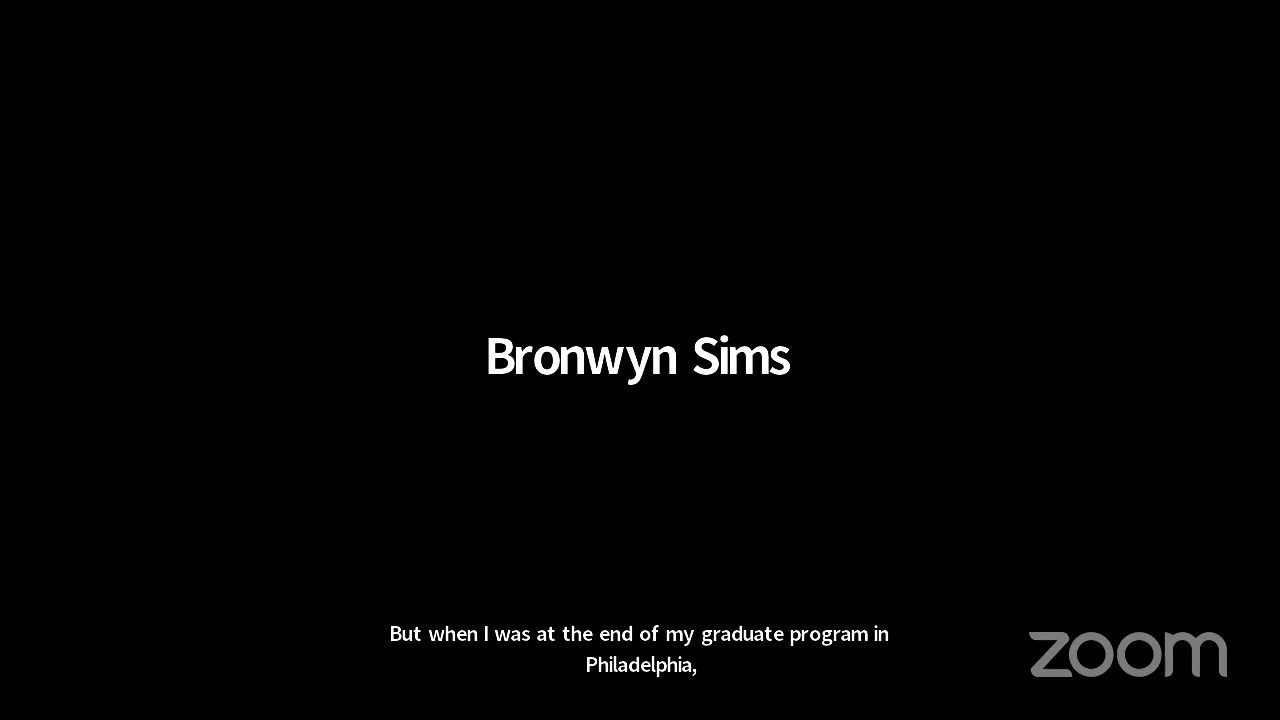 Bronwyn Sims
But when I was at the end of my graduate program in
Philadelphia,
zoom